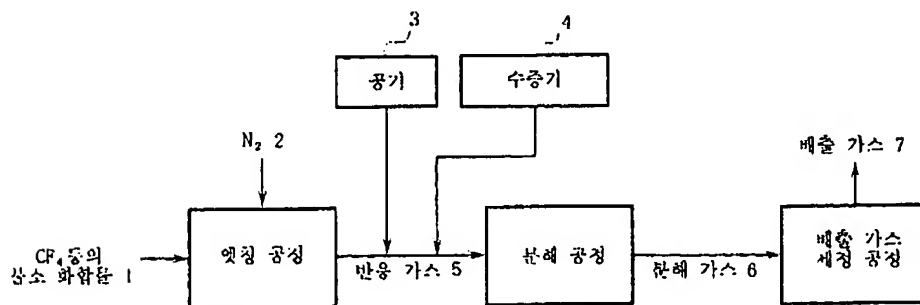 3
4
공기
수증기
N₂ 2
배출 가스 7
CF₄ 등의
불소 화합물 1
엣칭 공정
반응 가스 5
분해 공정
분해 가스 6
배출 가스
세정 공정